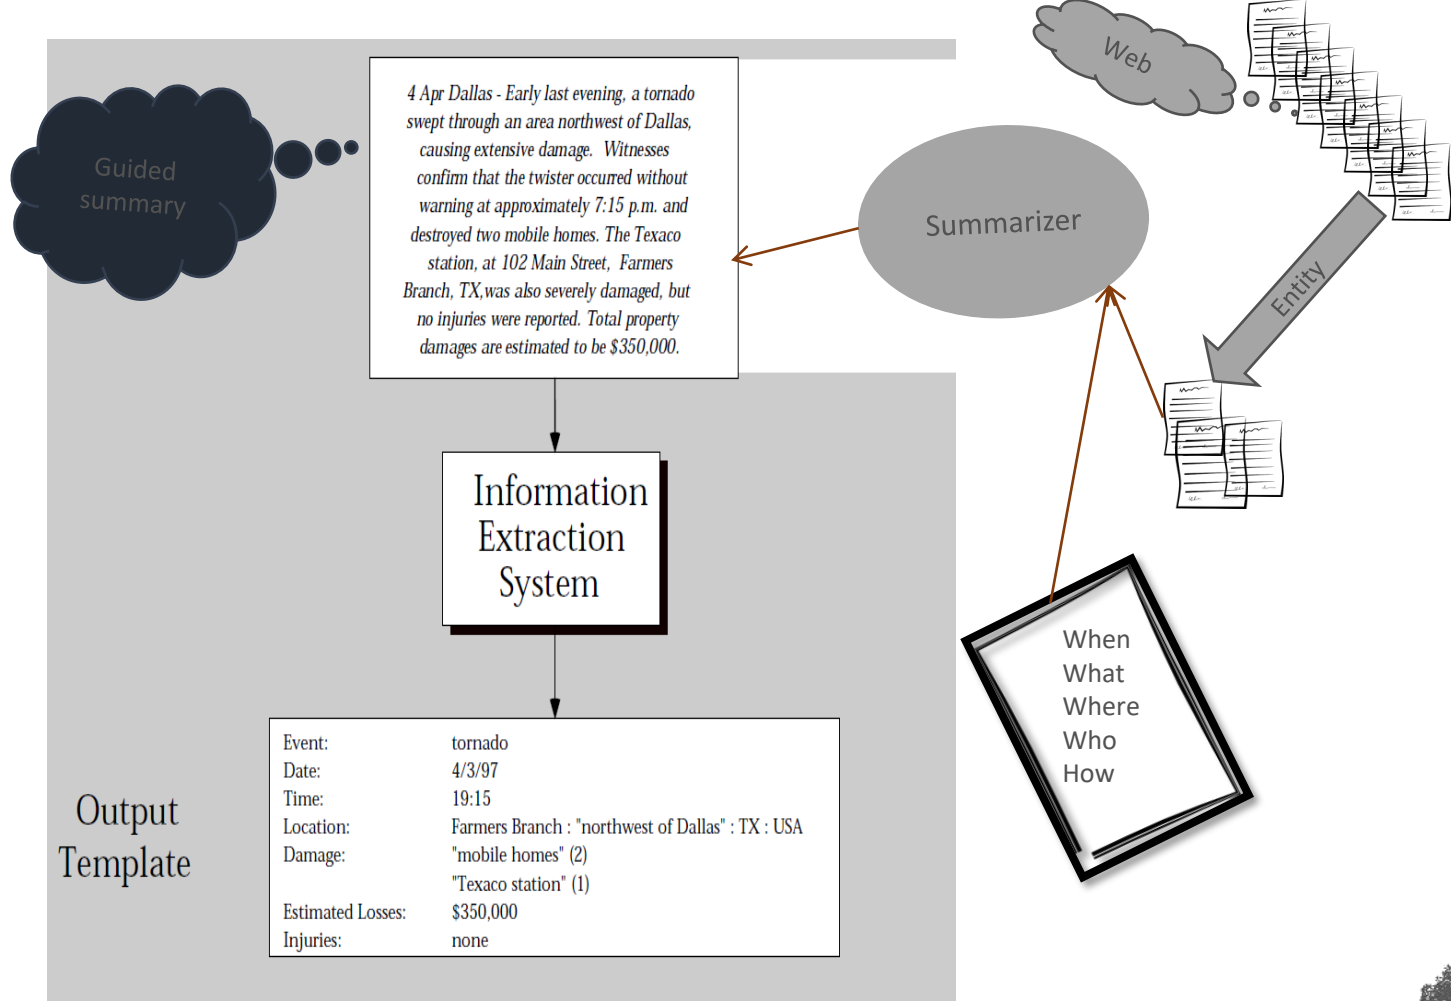 Web
Guided
summary
4 Apr Dallas - Early last evening, a tornado
swept through an area northwest of Dallas,
causing extensive damage. Witnesses
confirm that the twister occurred without
warning at approximately 7:15 p.m. and
destroyed two mobile homes. The Texaco
station, at 102 Main Street, Farmers
Branch, TX,was also severely damaged, but
no injuries were reported. Total property
damages are estimated to be $350,000.
Summarizer
Entity
Information
Extraction
System
When
What
Where
Who
How
Output
Template
Event: tornado
Date: 4/3/97
Time: 19:15
Location: Farmers Branch : "northwest of Dallas" : TX : USA
Damage: "mobile homes" (2)
"Texaco station" (1)
Estimated Losses: $350,000
Injuries: none